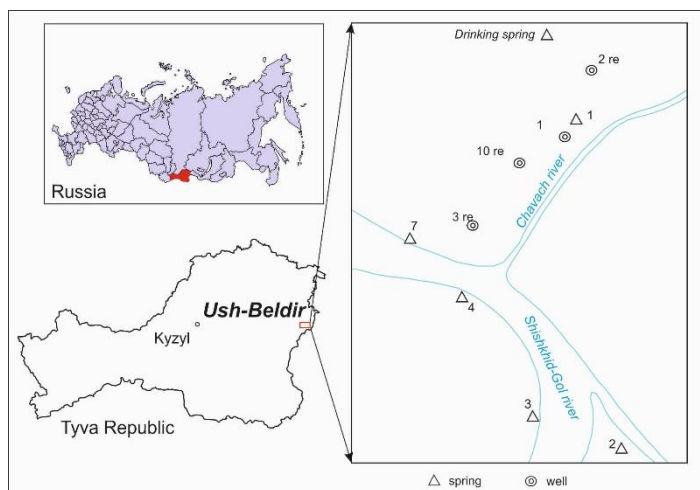 Russia
Ush-Beldir
Kyzyl
Tyva Republic
Drinking spring
2 re
1
1
10 re
Chavach river
3 re
7
4
Shishkhid-Gol river
3
2
spring
well